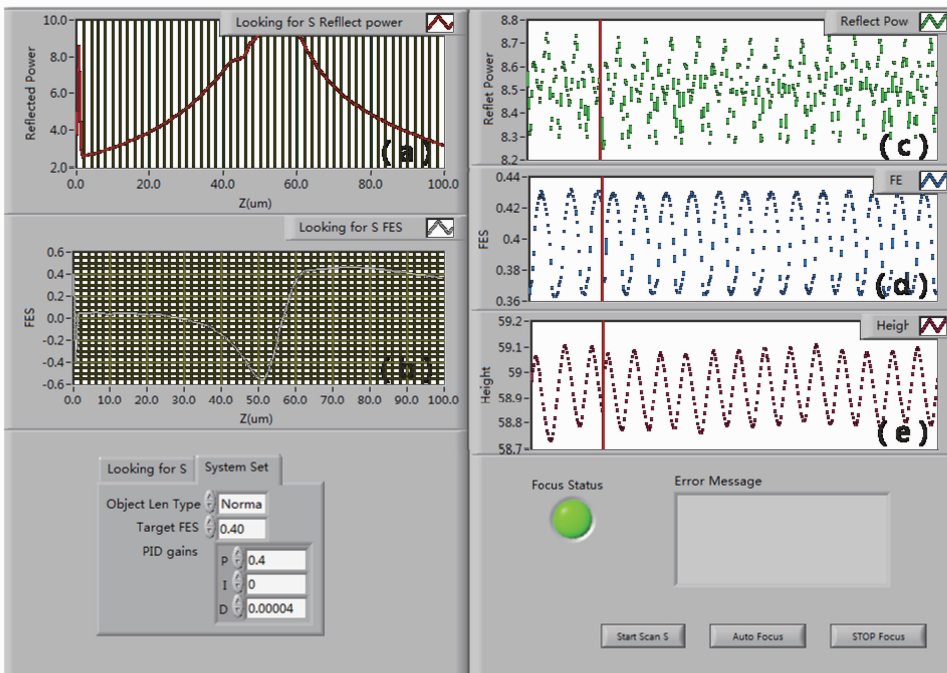 Looking for S Refllect power
10.0
8.0
6.0
4.0
2.0
Reflected Power
(a)
0.0 20.0 40.0 60.0 80.0 100.0
Z(um)
Looking for S FES
0.6
0.4
0.2
0.0
-0.2
-0.4
-0.6
FES
0.0 10.0 20.0 30.0 40.0 50.0 60.0 70.0 80.0 90.0 100.0
Z(um)
Looking for S System Set
Object Len Type Norma
Target FES 0.40
PID gains
P 0.4
I 0
D 0.00004
Reflect Pow
8.8
8.6
8.5
8.4
8.3
8.2
Reflet Power
(c)
FE
0.44
0.42
0.4
0.38
0.36
FES
(d)
Heigh
59.2
59.1
59
58.9
58.8
58.7
Height
(e)
Focus Status
Error Message
Start Scan S Auto Focus STOP Focus